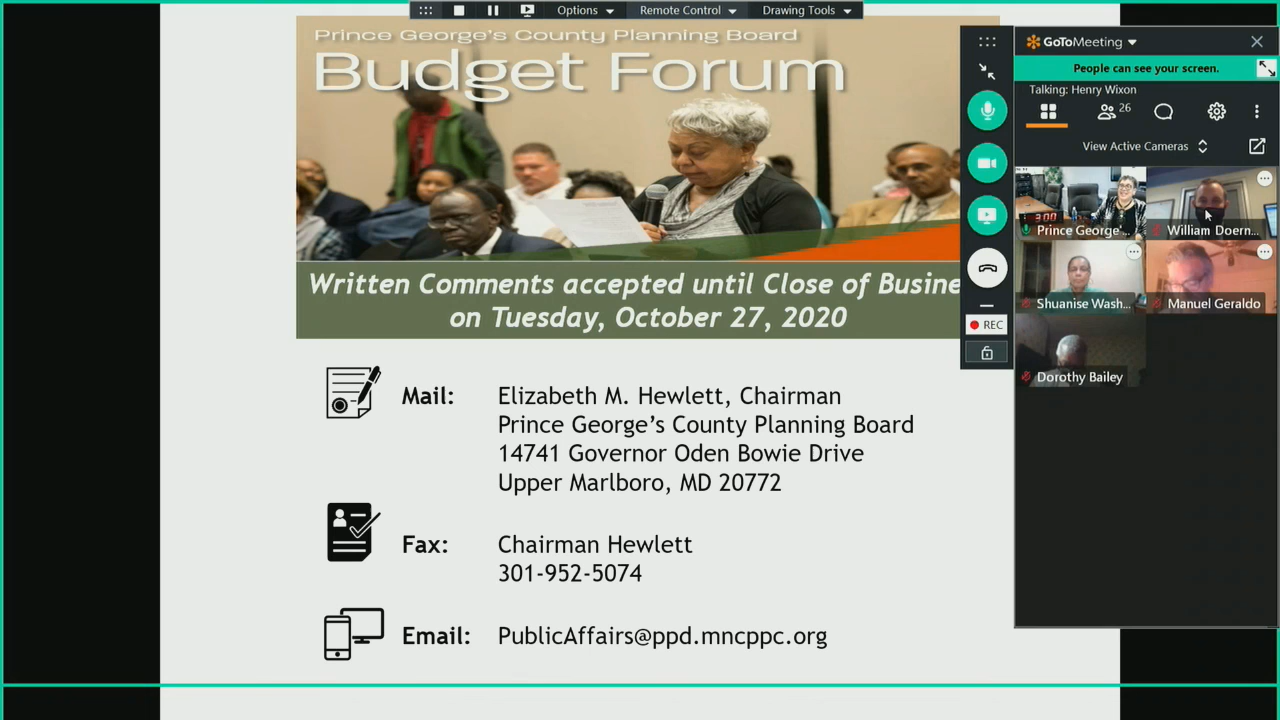 Options
Remote Control
Drawing Tools
Prince George's County Planning Board
Budget Forum
Written Comments accepted until Close of Busine
on Tuesday, October 27, 2020
Mail:
Elizabeth M. Hewlett, Chairman
Prince George's County Planning Board
14741 Governor Oden Bowie Drive
Upper Marlboro, MD 20772
Fax:
Chairman Hewlett
301-952-5074
Email:
PublicAffairs@ppd.mncppc.org
REC
GoToMeeting
People can see your screen.
Talking: Henry Wixon
26
View Active Cameras
3:00
Prince George'...
William Doern...
Shuanise Wash...
Manuel Geraldo
Dorothy Bailey